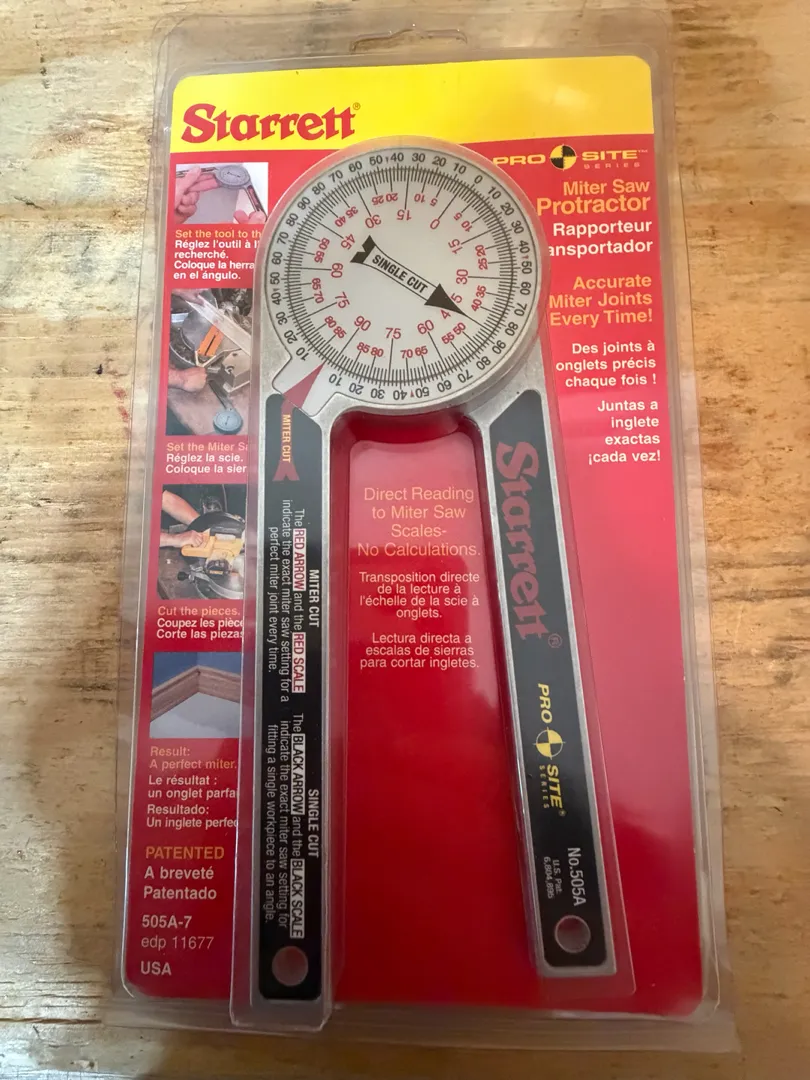 Starrett®
PRO SITE™
SERIES
Miter Saw
Protractor
Rapporteur
ansportador
Accurate
Miter Joints
Every Time!
Des joints à
onglets précis
chaque fois !
Juntas a
inglete
exactas
¡cada vez!
Set the tool to th
Réglez l'outil à l'
recherché.
Coloque la herra
en el ángulo.
Set the Miter Sa
Réglez la scie.
Coloque la sier
Cut the pieces.
Coupez les pièce
Corte las piezas
Result:
A perfect miter.
Le résultat :
un onglet parfa
Resultado:
Un inglete perfec
PATENTED
A breveté
Patentado
505A-7
edp 11677
USA
SINGLE CUT
MITER CUT
MITER CUT
The RED ARROW and the RED SCALE
indicate the exact miter saw setting for a
perfect miter joint every time.
SINGLE CUT
The BLACK ARROW and the BLACK SCALE
indicate the exact miter saw setting for
fitting a single workpiece to an angle.
Direct Reading
to Miter Saw
Scales-
No Calculations.
Transposition directe
de la lecture à
l'échelle de la scie à
onglets.
Lectura directa a
escalas de sierras
para cortar ingletes.
Starrett®
PRO SITE®
SERIES
No.505A
U.S. Pat.
6,804,895